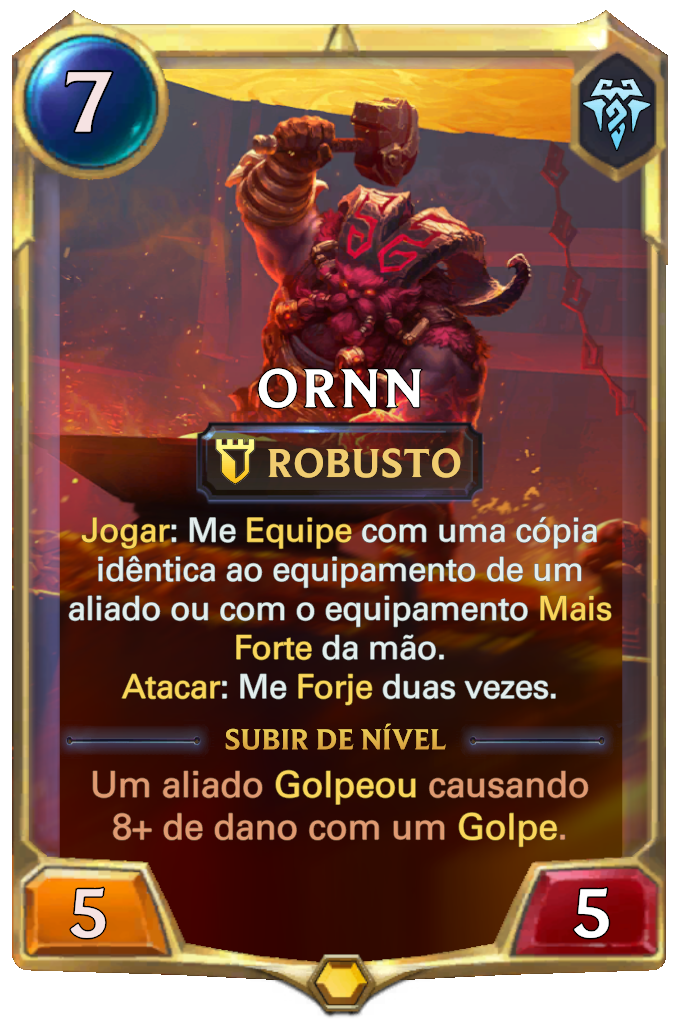 7
ORNN
ROBUSTO
Jogar: Me Equipe com uma cópia
idêntica ao equipamento de um
aliado ou com o equipamento Mais
Forte da mão.
Atacar: Me Forje duas vezes.
SUBIR DE NÍVEL
Um aliado Golpeou causando
8+ de dano com um Golpe.
5
5